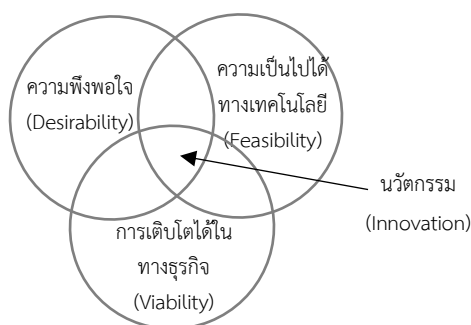 ความพึงพอใจ
(Desirability)
ความเป็นไปได้
ทางเทคโนโลยี
(Feasibility)
นวัตกรรม
(Innovation)
การเติบโตได้ใน
ทางธุรกิจ
(Viability)